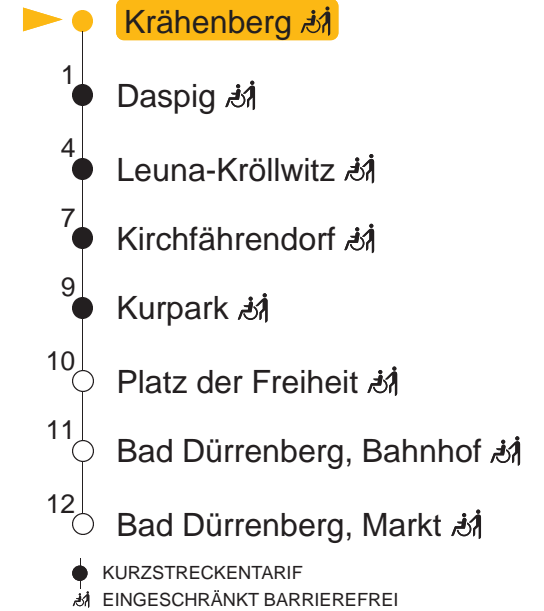 Krähenberg
1
Daspig
4
Leuna-Kröllwitz
7
Kirchfährendorf
9
Kurpark
10
Platz der Freiheit
11
Bad Dürrenberg, Bahnhof
12
Bad Dürrenberg, Markt
KURZSTRECKENTARIF
EINGESCHRÄNKT BARRIEREFREI